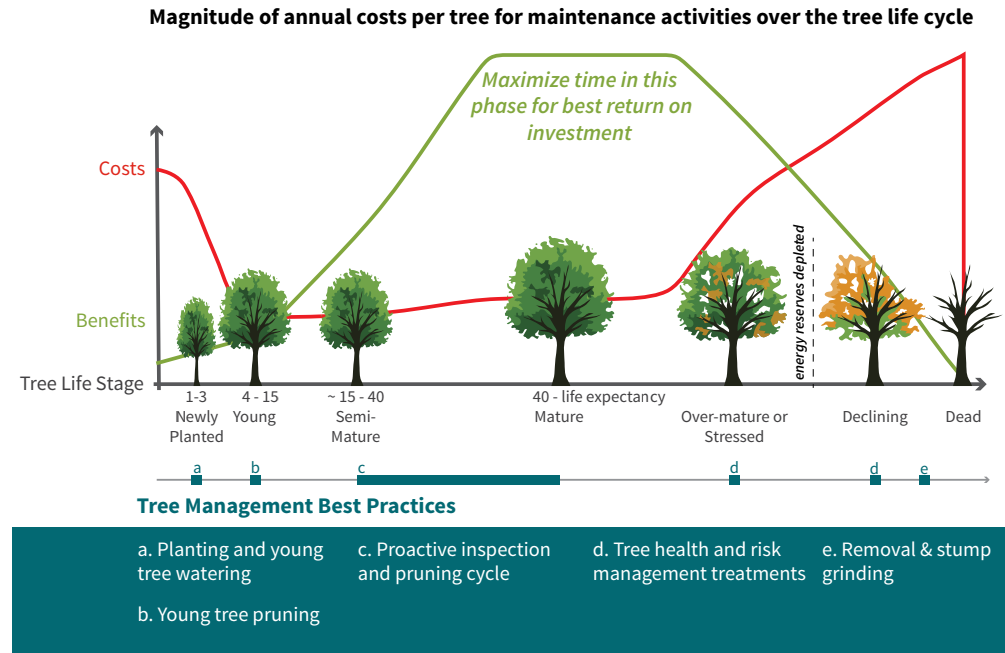 Magnitude of annual costs per tree for maintenance activities over the tree life cycle
Maximize time in this
phase for best return on
investment
Costs
Benefits
energy reserves depleted
Tree Life Stage
1-3
Newly
Planted
4 - 15
Young
~ 15 - 40
Semi-
Mature
40 - life expectancy
Mature
Over-mature or
Stressed
Declining
Dead
a
b
c
d
d
e
Tree Management Best Practices
a. Planting and young
tree watering
b. Young tree pruning
c. Proactive inspection
and pruning cycle
d. Tree health and risk
management treatments
e. Removal & stump
grinding